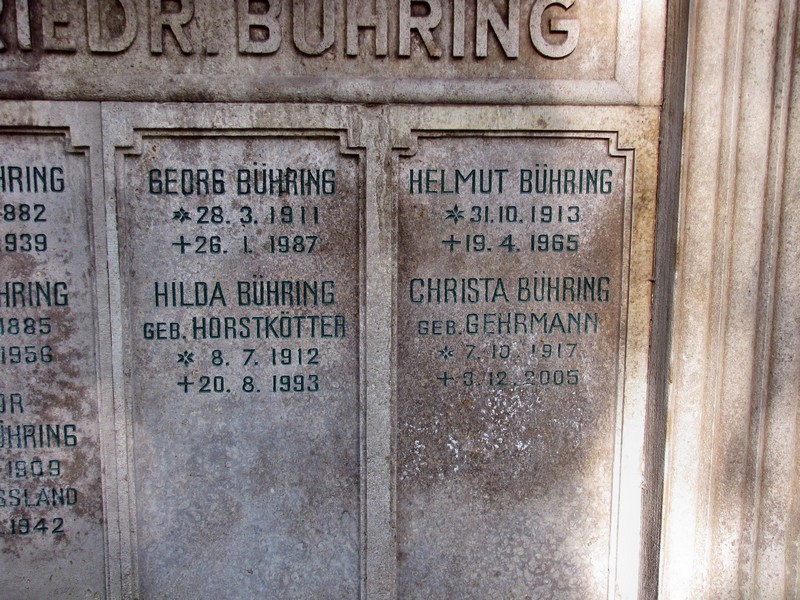 FRIEDR. BÜHRING
HRING
882
939
HRING
1885
1956
OR
ÜHRING
1909
SSLAND
1942
GEORG BÜHRING
* 28. 3. 1911
+ 26. 1. 1987
HILDA BÜHRING
GEB. HORSTKÖTTER
* 8. 7. 1912
+ 20. 8. 1993
HELMUT BÜHRING
* 31. 10. 1913
+ 19. 4. 1965
CHRISTA BÜHRING
GEB. GEHRMANN
* 7. 10. 1917
+ 3. 12. 2005